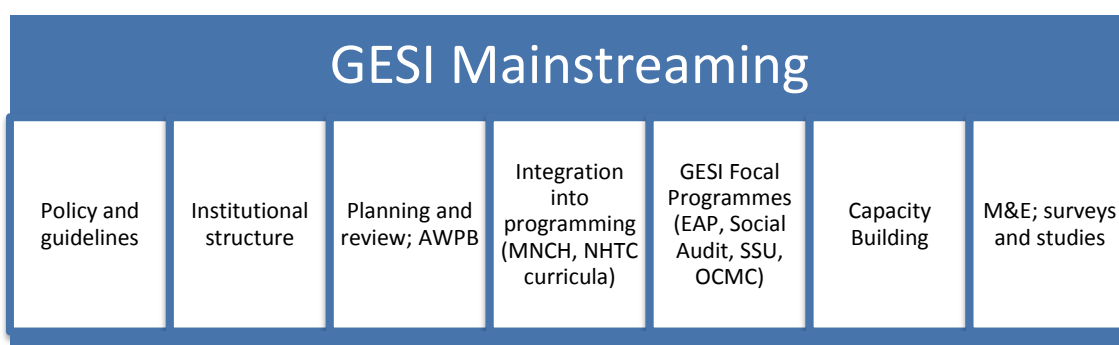 GESI Mainstreaming
Policy and
guidelines
Institutional
structure
Planning and
review; AWPB
Integration
into
programming
(MNCH, NHTC
curricula)
GESI Focal
Programmes
(EAP, Social
Audit, SSU,
OCMC)
Capacity
Building
M&E; surveys
and studies